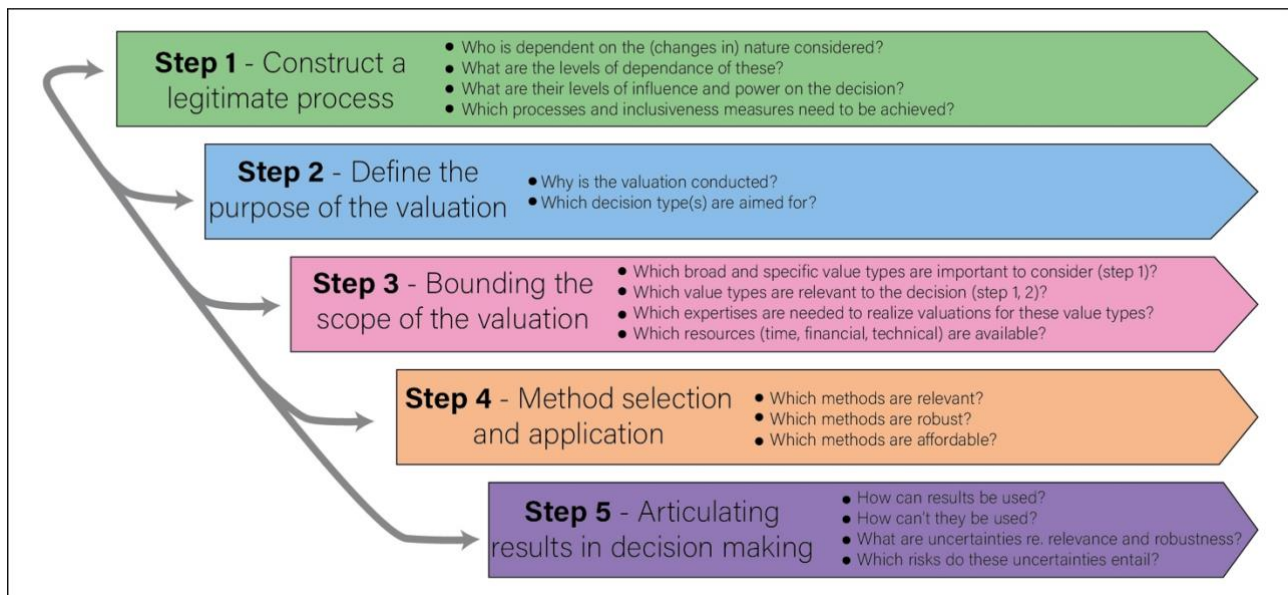 Step 1 - Construct a
legitimate process
● Who is dependent on the (changes in) nature considered?
● What are the levels of dependance of these?
● What are their levels of influence and power on the decision?
● Which processes and inclusiveness measures need to be achieved?
Step 2 - Define the
purpose of the valuation
● Why is the valuation conducted?
● Which decision type(s) are aimed for?
Step 3 - Bounding the
scope of the valuation
● Which broad and specific value types are important to consider (step 1)?
● Which value types are relevant to the decision (step 1, 2)?
● Which expertises are needed to realize valuations for these value types?
● Which resources (time, financial, technical) are available?
Step 4 - Method selection
and application
● Which methods are relevant?
● Which methods are robust?
● Which methods are affordable?
Step 5 - Articulating
results in decision making
● How can results be used?
● How can't they be used?
● What are uncertainties re. relevance and robustness?
● Which risks do these uncertainties entail?